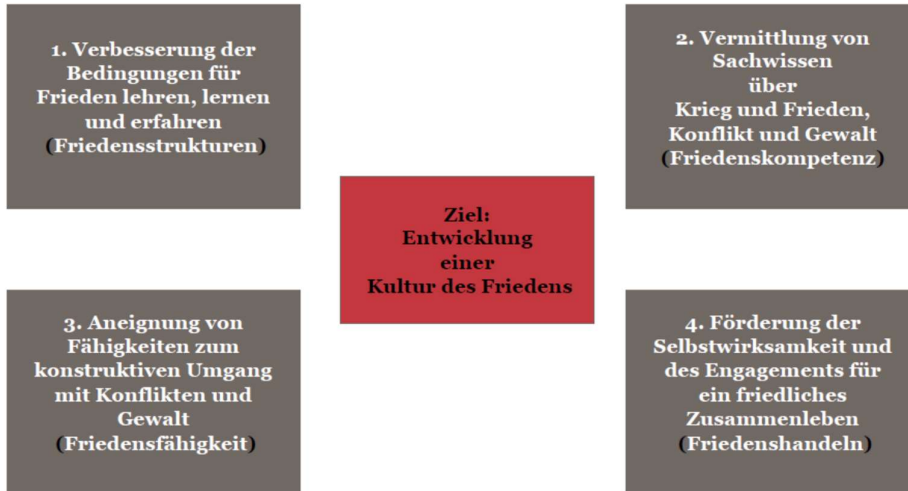 1. Verbesserung der
Bedingungen für
Frieden lehren, lernen
und erfahren
(Friedensstrukturen)
2. Vermittlung von
Sachwissen
über
Krieg und Frieden,
Konflikt und Gewalt
(Friedenskompetenz)
Ziel:
Entwicklung
einer
Kultur des Friedens
3. Aneignung von
Fähigkeiten zum
konstruktiven Umgang
mit Konflikten und
Gewalt
(Friedensfähigkeit)
4. Förderung der
Selbstwirksamkeit und
des Engagements für
ein friedliches
Zusammenleben
(Friedenshandeln)